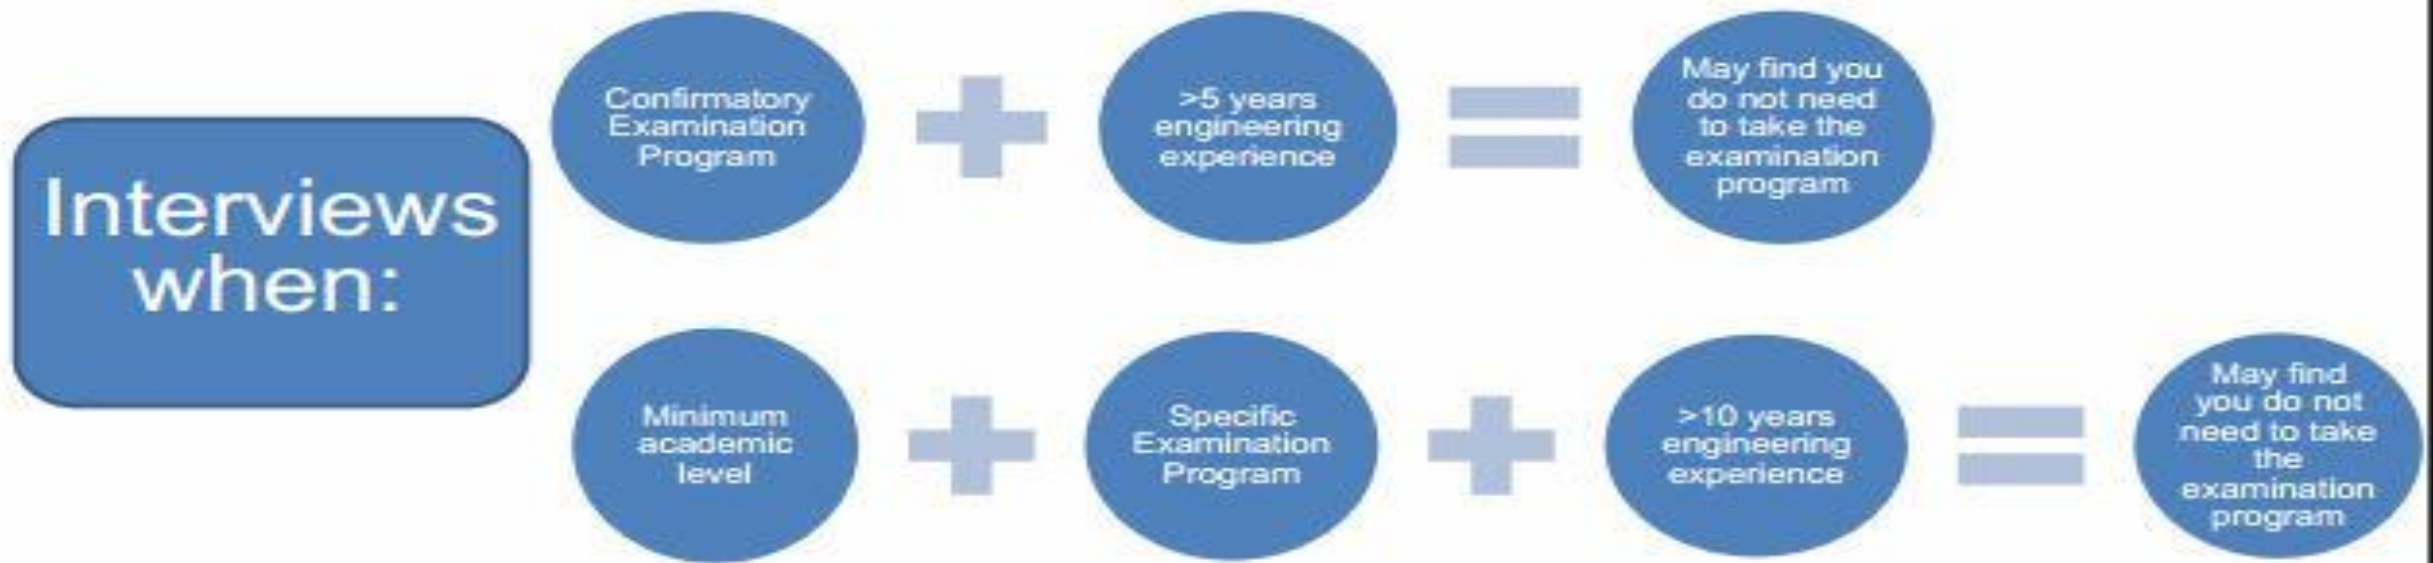 Interviews
when:
Confirmatory
Examination
Program
>5 years
engineering
experience
May find you
do not need
to take the
examination
program
Minimum
academic
level
Specific
Examination
Program
>10 years
engineering
experience
May find
you do not
need to take
the
examination
program